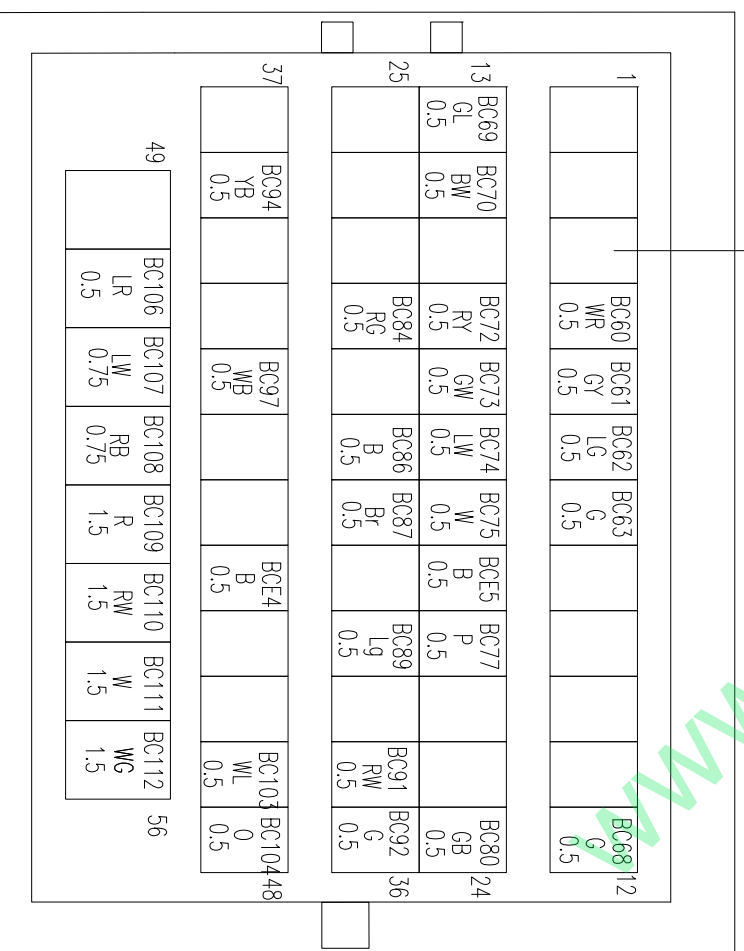 1
BC60
WR
0.5
BC61
GY
0.5
BC62
LG
0.5
BC63
G
0.5
BC68
G
0.5
12
13
BC69
GL
0.5
BC70
BW
0.5
BC72
RY
0.5
BC73
GW
0.5
BC74
LW
0.5
BC75
W
0.5
BCE5
B
0.5
BC77
P
0.5
BC80
GB
0.5
24
25
BC84
RG
0.5
BC86
B
0.5
BC87
Br
0.5
BC89
Lg
0.5
BC91
RW
0.5
BC92
G
0.5
36
37
BC94
YB
0.5
BC97
WB
0.5
BCE4
B
0.5
BC103
WL
0.5
BC104
O
0.5
48
49
BC106
LR
0.5
BC107
LW
0.75
BC108
RB
0.75
BC109
R
1.5
BC110
RW
1.5
BC111
W
1.5
BC112
WG
1.5
56